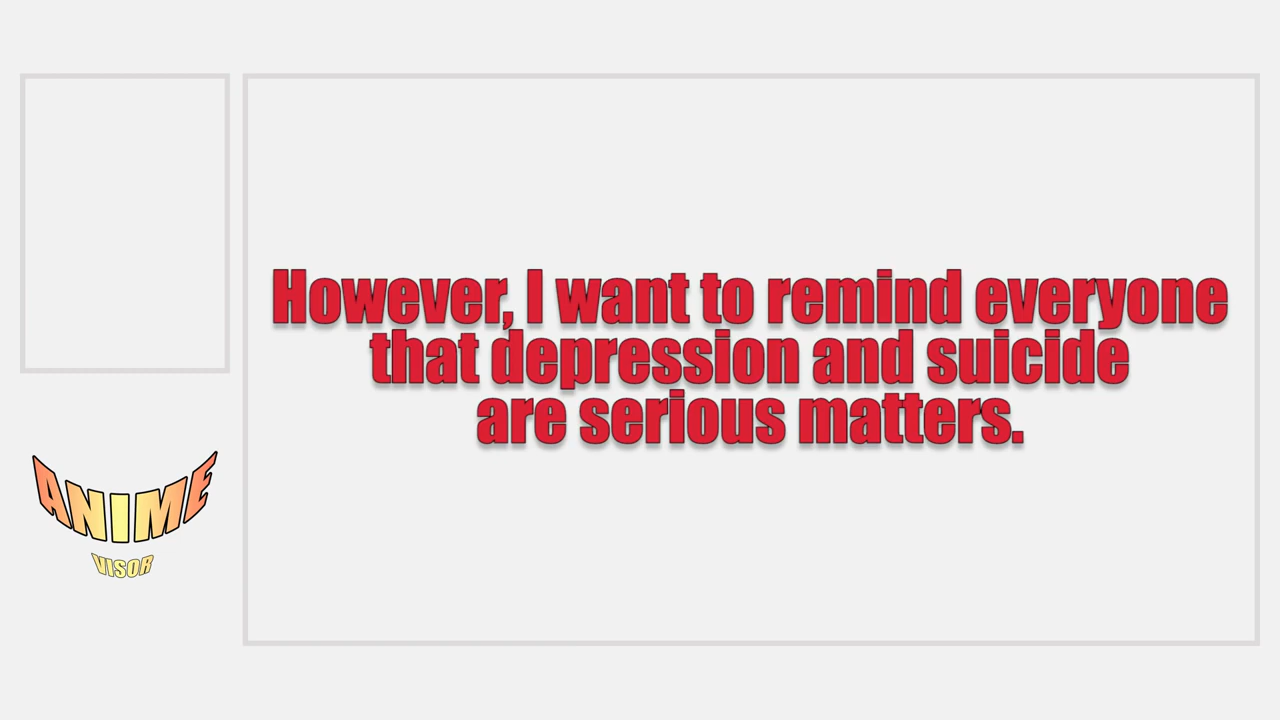 However, I want to remind everyone
that depression and suicide
are serious matters.
ANIME
VISOR